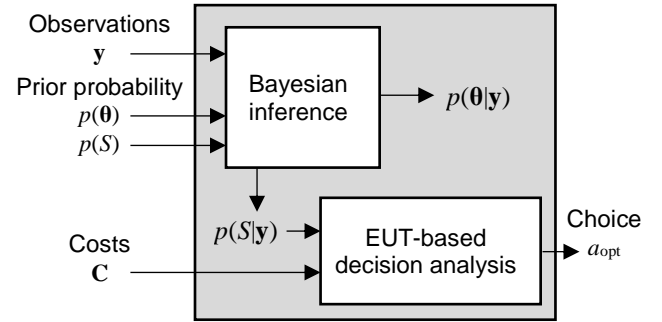 Observations
𝐲
Prior probability
p(𝛉)
p(S)
Bayesian
inference
p(𝛉|𝐲)
p(S|𝐲)
Costs
𝐂
EUT-based
decision analysis
Choice
aopt